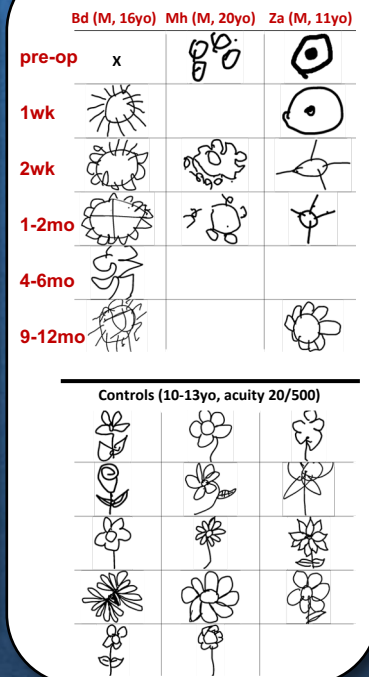 Bd (M, 16yo) Mh (M, 20yo) Za (M, 11yo)
pre-op x
1wk
2wk
1-2mo
4-6mo
9-12mo
Controls (10-13yo, acuity 20/500)